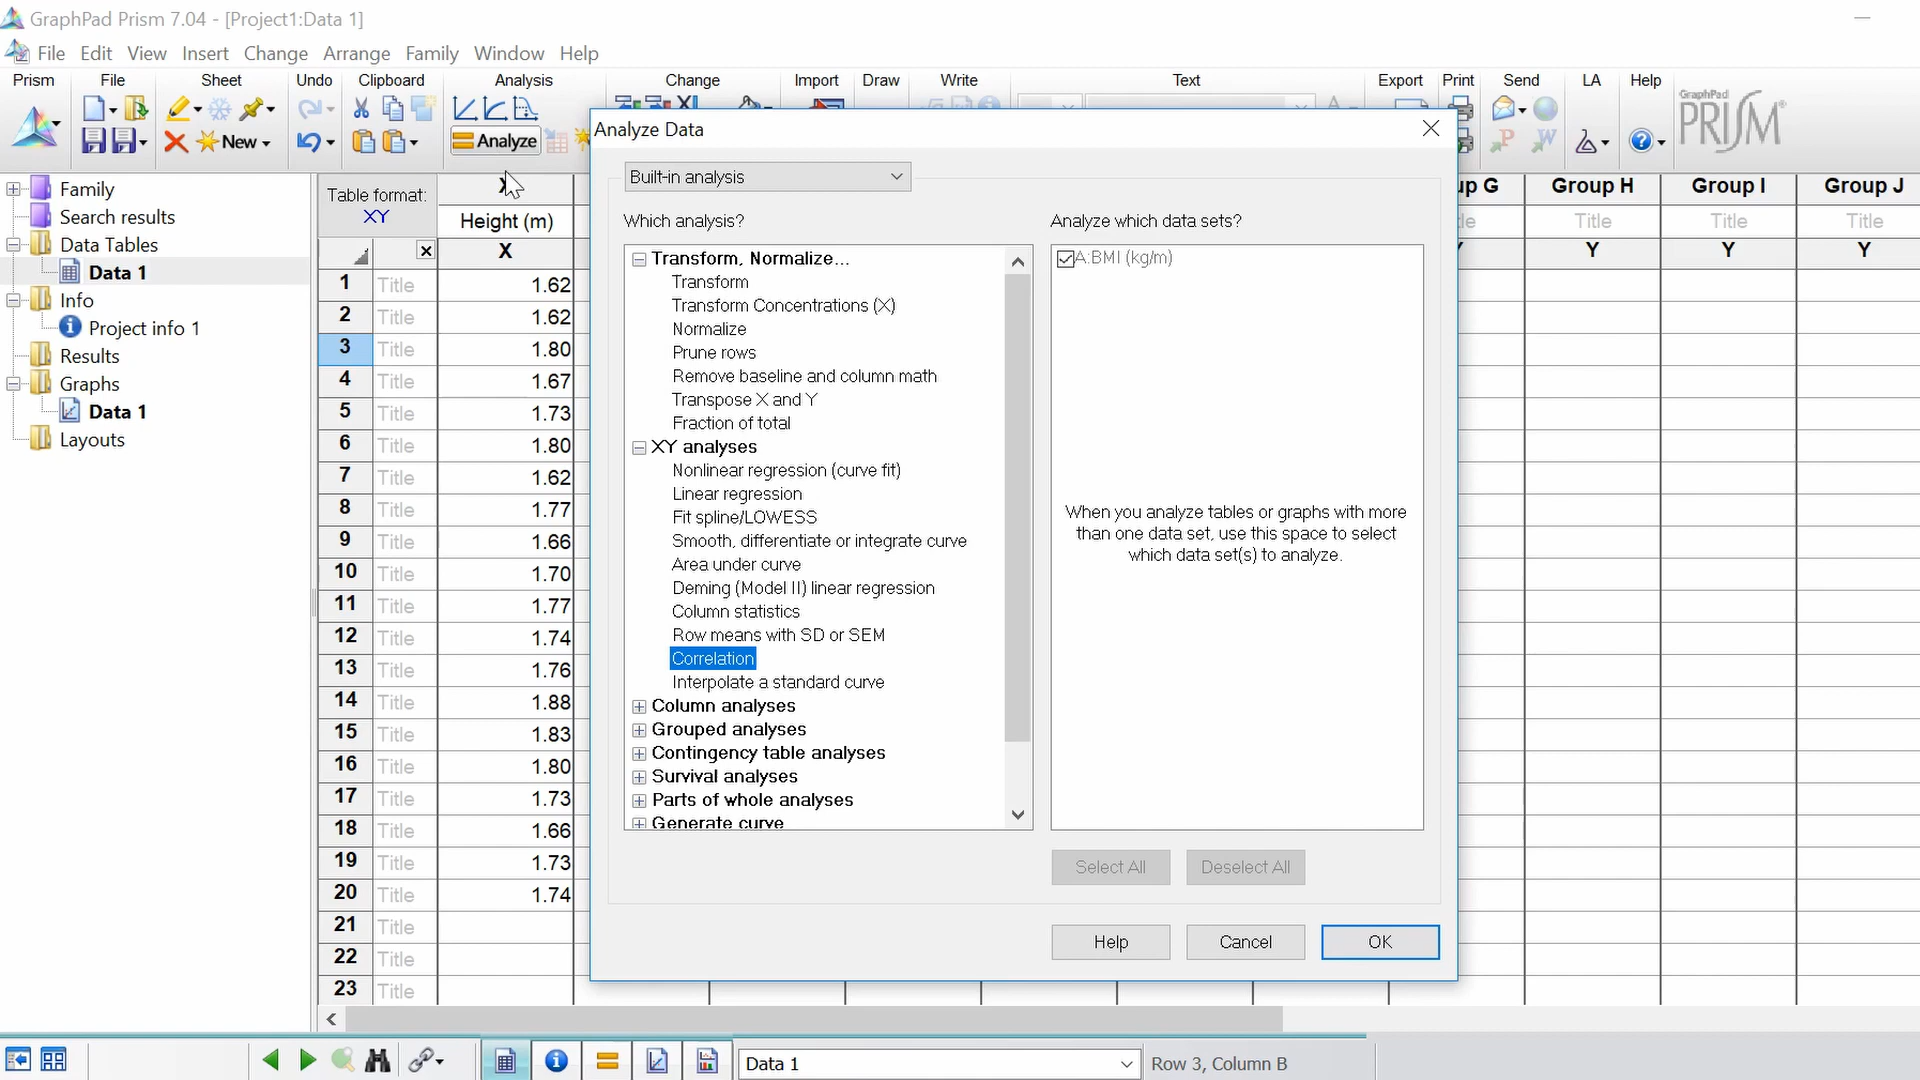 GraphPad Prism 7.04 - [Project1:Data 1]
File Edit View Insert Change Arrange Family Window Help
Prism File Sheet Undo Clipboard Analysis Change Import Draw Write Text Export Print Send LA Help
GraphPad
PRISM
New
Analyze
Family
Search results
Data Tables
Data 1
Info
Project info 1
Results
Graphs
Data 1
Layouts
Table format:
XY
X
Height (m)
X
1 Title 1.62
2 Title 1.62
3 Title 1.80
4 Title 1.67
5 Title 1.73
6 Title 1.80
7 Title 1.62
8 Title 1.77
9 Title 1.66
10 Title 1.70
11 Title 1.77
12 Title 1.74
13 Title 1.76
14 Title 1.88
15 Title 1.83
16 Title 1.80
17 Title 1.73
18 Title 1.66
19 Title 1.73
20 Title 1.74
21 Title
22 Title
23 Title
Analyze Data
Built-in analysis
Which analysis?
Transform, Normalize...
Transform
Transform Concentrations (X)
Normalize
Prune rows
Remove baseline and column math
Transpose X and Y
Fraction of total
XY analyses
Nonlinear regression (curve fit)
Linear regression
Fit spline/LOWESS
Smooth, differentiate or integrate curve
Area under curve
Deming (Model II) linear regression
Column statistics
Row means with SD or SEM
Correlation
Interpolate a standard curve
Column analyses
Grouped analyses
Contingency table analyses
Survival analyses
Parts of whole analyses
Generate curve
Analyze which data sets?
A:BMI (kg/m)
When you analyze tables or graphs with more
than one data set, use this space to select
which data set(s) to analyze.
Select All Deselect All
Help Cancel OK
up G Group H Group I Group J
tle Title Title Title
Y Y Y Y
Data 1
Row 3, Column B